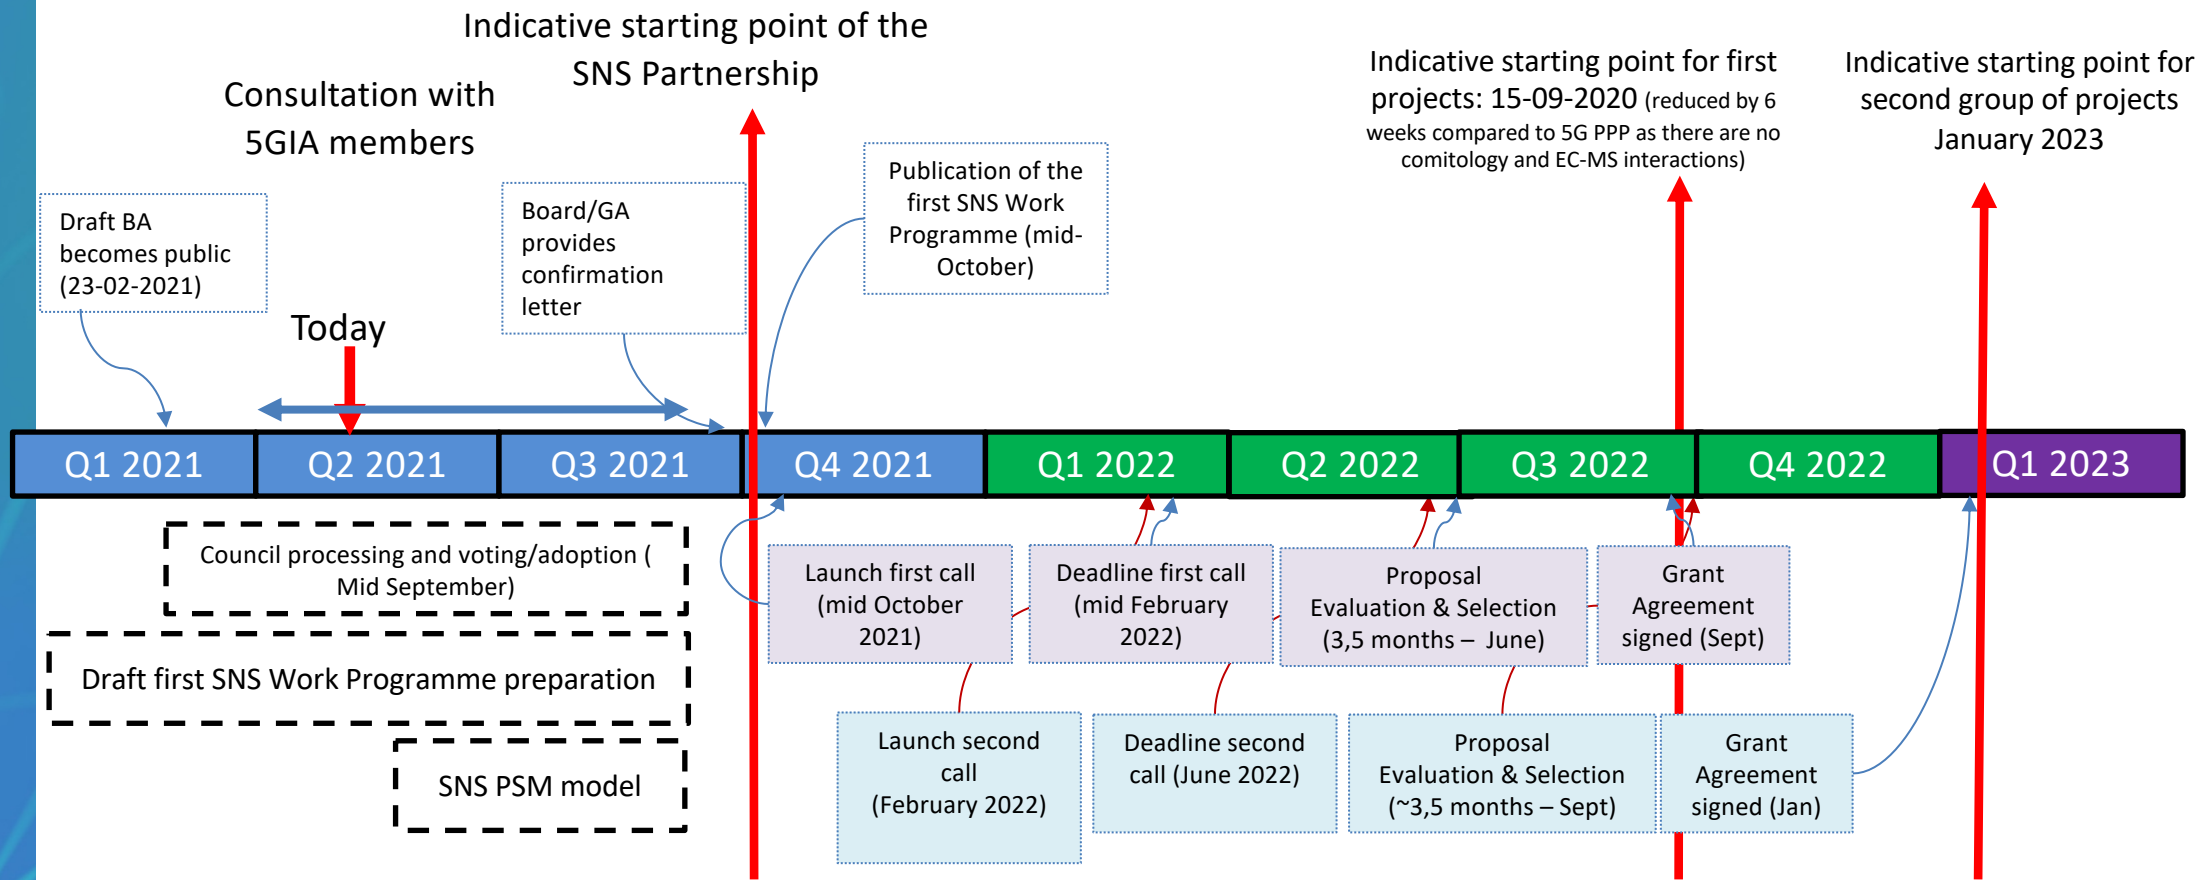 Indicative starting point of the
SNS Partnership
Consultation with
5GIA members
Indicative starting point for first
projects: 15-09-2020 (reduced by 6
weeks compared to 5G PPP as there are no
comitology and EC-MS interactions)
Indicative starting point for
second group of projects
January 2023
Draft BA
becomes public
(23-02-2021)
Today
Board/GA
provides
confirmation
letter
Publication of the
first SNS Work
Programme (mid-
October)
Q1 2021
Q2 2021
Q3 2021
Q4 2021
Q1 2022
Q2 2022
Q3 2022
Q4 2022
Q1 2023
Council processing and voting/adoption (
Mid September)
Draft first SNS Work Programme preparation
SNS PSM model
Launch first call
(mid October
2021)
Deadline first call
(mid February
2022)
Proposal
Evaluation & Selection
(3,5 months – June)
Grant
Agreement
signed (Sept)
Launch second
call
(February 2022)
Deadline second
call (June 2022)
Proposal
Evaluation & Selection
(~3,5 months – Sept)
Grant
Agreement
signed (Jan)